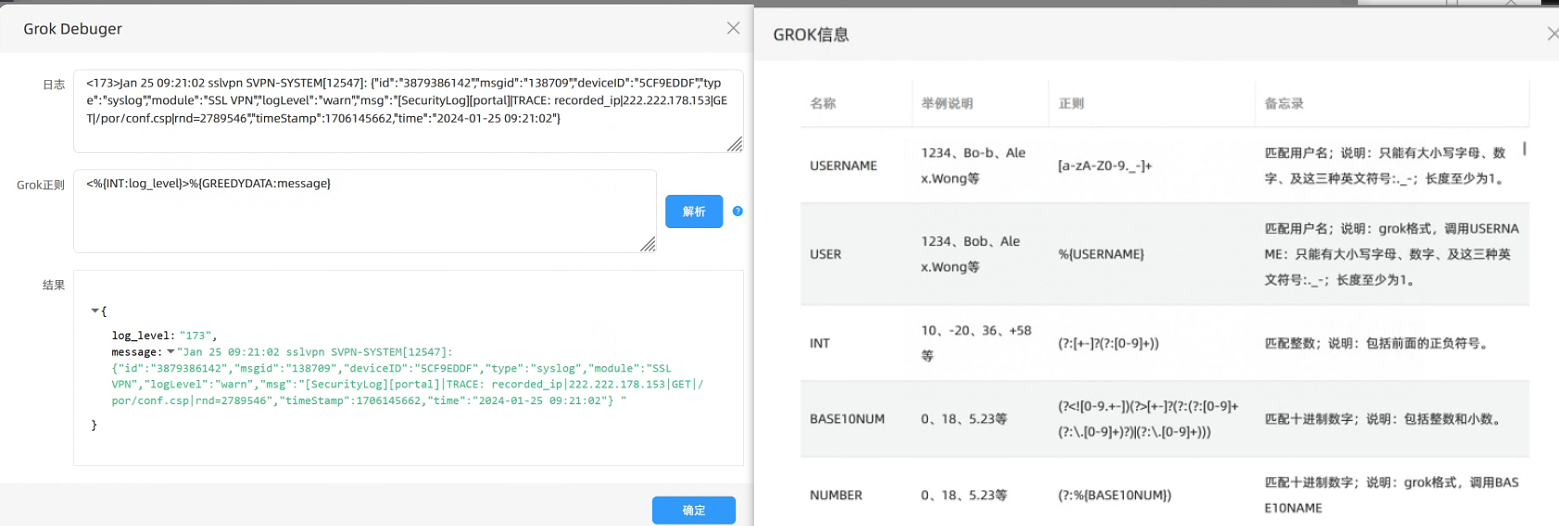 Grok Debuger
日志
<173>Jan 25 09:21:02 sslvpn SVPN-SYSTEM[12547]: {"id":"3879386142","msgid":"138709","deviceID":"5CF9EDDF","typ
e":"syslog","module":"SSL VPN","logLevel":"warn","msg":"[SecurityLog][portal]|TRACE: recorded_ip|222.222.178.153|GE
T|/por/conf.csp|rnd=2789546","timeStamp":1706145662,"time":"2024-01-25 09:21:02"}
Grok正则
<%{INT:log_level}>%{GREEDYDATA:message}
解析
?
结果
{
log_level: "173",
message: "Jan 25 09:21:02 sslvpn SVPN-SYSTEM[12547]:
{"id":"3879386142","msgid":"138709","deviceID":"5CF9EDDF","type":"syslog","module":"SSL
VPN","logLevel":"warn","msg":"[SecurityLog][portal]|TRACE: recorded_ip|222.222.178.153|GET|/
por/conf.csp|rnd=2789546","timeStamp":1706145662,"time":"2024-01-25 09:21:02"} "
}
确定
GROK信息
名称 举例说明 正则 备忘录
USERNAME
1234、Bo-b、Ale
x.Wong等
[a-zA-Z0-9._-]+
匹配用户名；说明：只能有大小写字母、数
字、及这三种英文符号:._-；长度至少为1。
USER
1234、Bob、Ale
x.Wong等
%{USERNAME}
匹配用户名；说明：grok格式，调用USERNA
ME：只能有大小写字母、数字、及这三种英
文符号:._-；长度至少为1。
INT
10、-20、36、+58
等
(?:[+-]?(?:[0-9]+))
匹配整数；说明：包括前面的正负符号。
BASE10NUM
0、18、5.23等
(?<![0-9.+-])(?>[+-]?(?:(?:[0-9]+
(?:\.[0-9]+)?)|(?:\.[0-9]+)))
匹配十进制数字；说明：包括整数和小数。
NUMBER
0、18、5.23等
(?:%{BASE10NUM})
匹配十进制数字；说明：grok格式，调用BAS
E10NAME